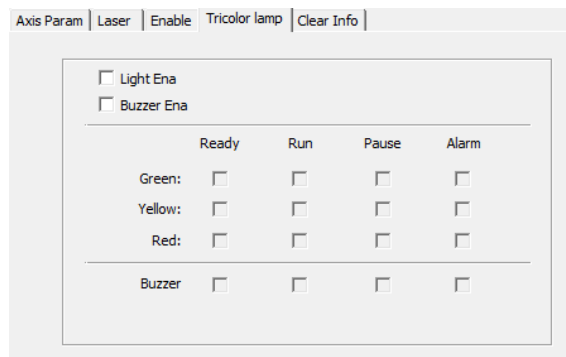 Axis Param Laser Enable Tricolor lamp Clear Info
Light Ena
Buzzer Ena
Ready Run Pause Alarm
Green:
Yellow:
Red:
Buzzer